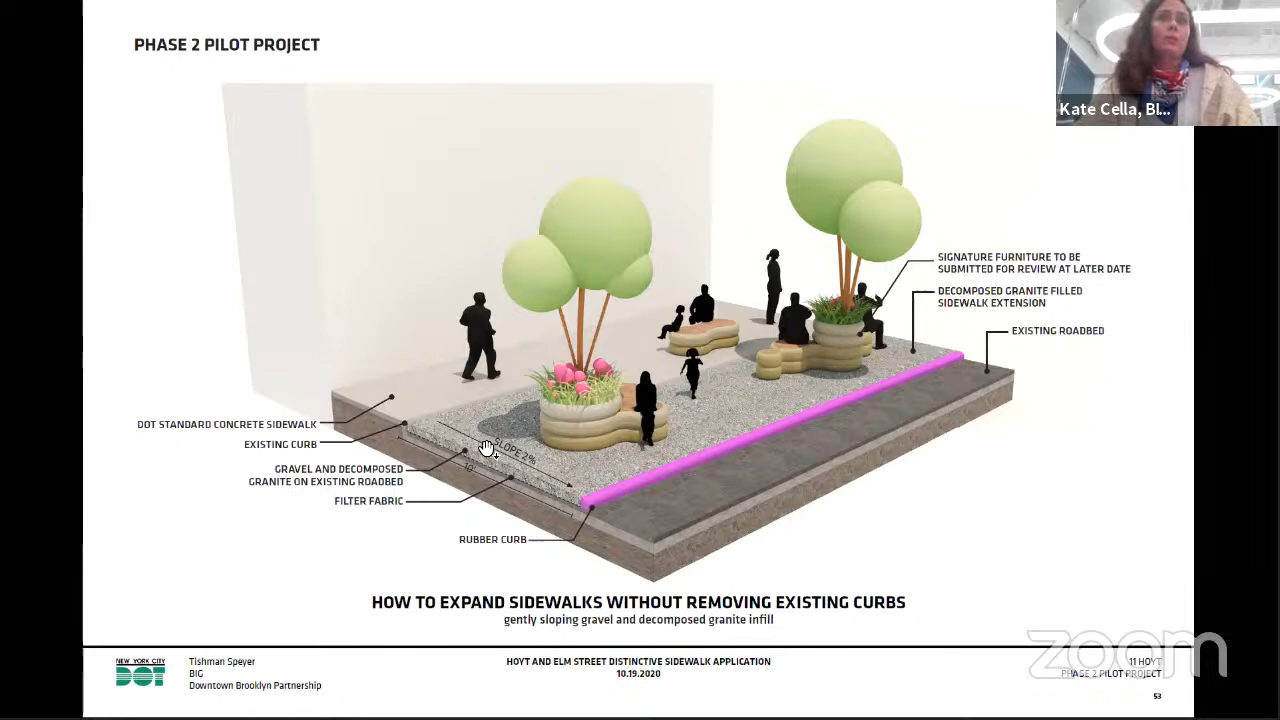 PHASE 2 PILOT PROJECT
Kate Cella, BI...
SIGNATURE FURNITURE TO BE
SUBMITTED FOR REVIEW AT LATER DATE
DECOMPOSED GRANITE FILLED
SIDEWALK EXTENSION
EXISTING ROADBED
DOT STANDARD CONCRETE SIDEWALK
EXISTING CURB
GRAVEL AND DECOMPOSED
GRANITE ON EXISTING ROADBED
FILTER FABRIC
RUBBER CURB
SLOPE 2%
10'
HOW TO EXPAND SIDEWALKS WITHOUT REMOVING EXISTING CURBS
gently sloping gravel and decomposed granite infill
NEW YORK CITY
DOT
Tishman Speyer
BIG
Downtown Brooklyn Partnership
HOYT AND ELM STREET DISTINCTIVE SIDEWALK APPLICATION
10.19.2020
zoom
11 HOYT
PHASE 2 PILOT PROJECT
53